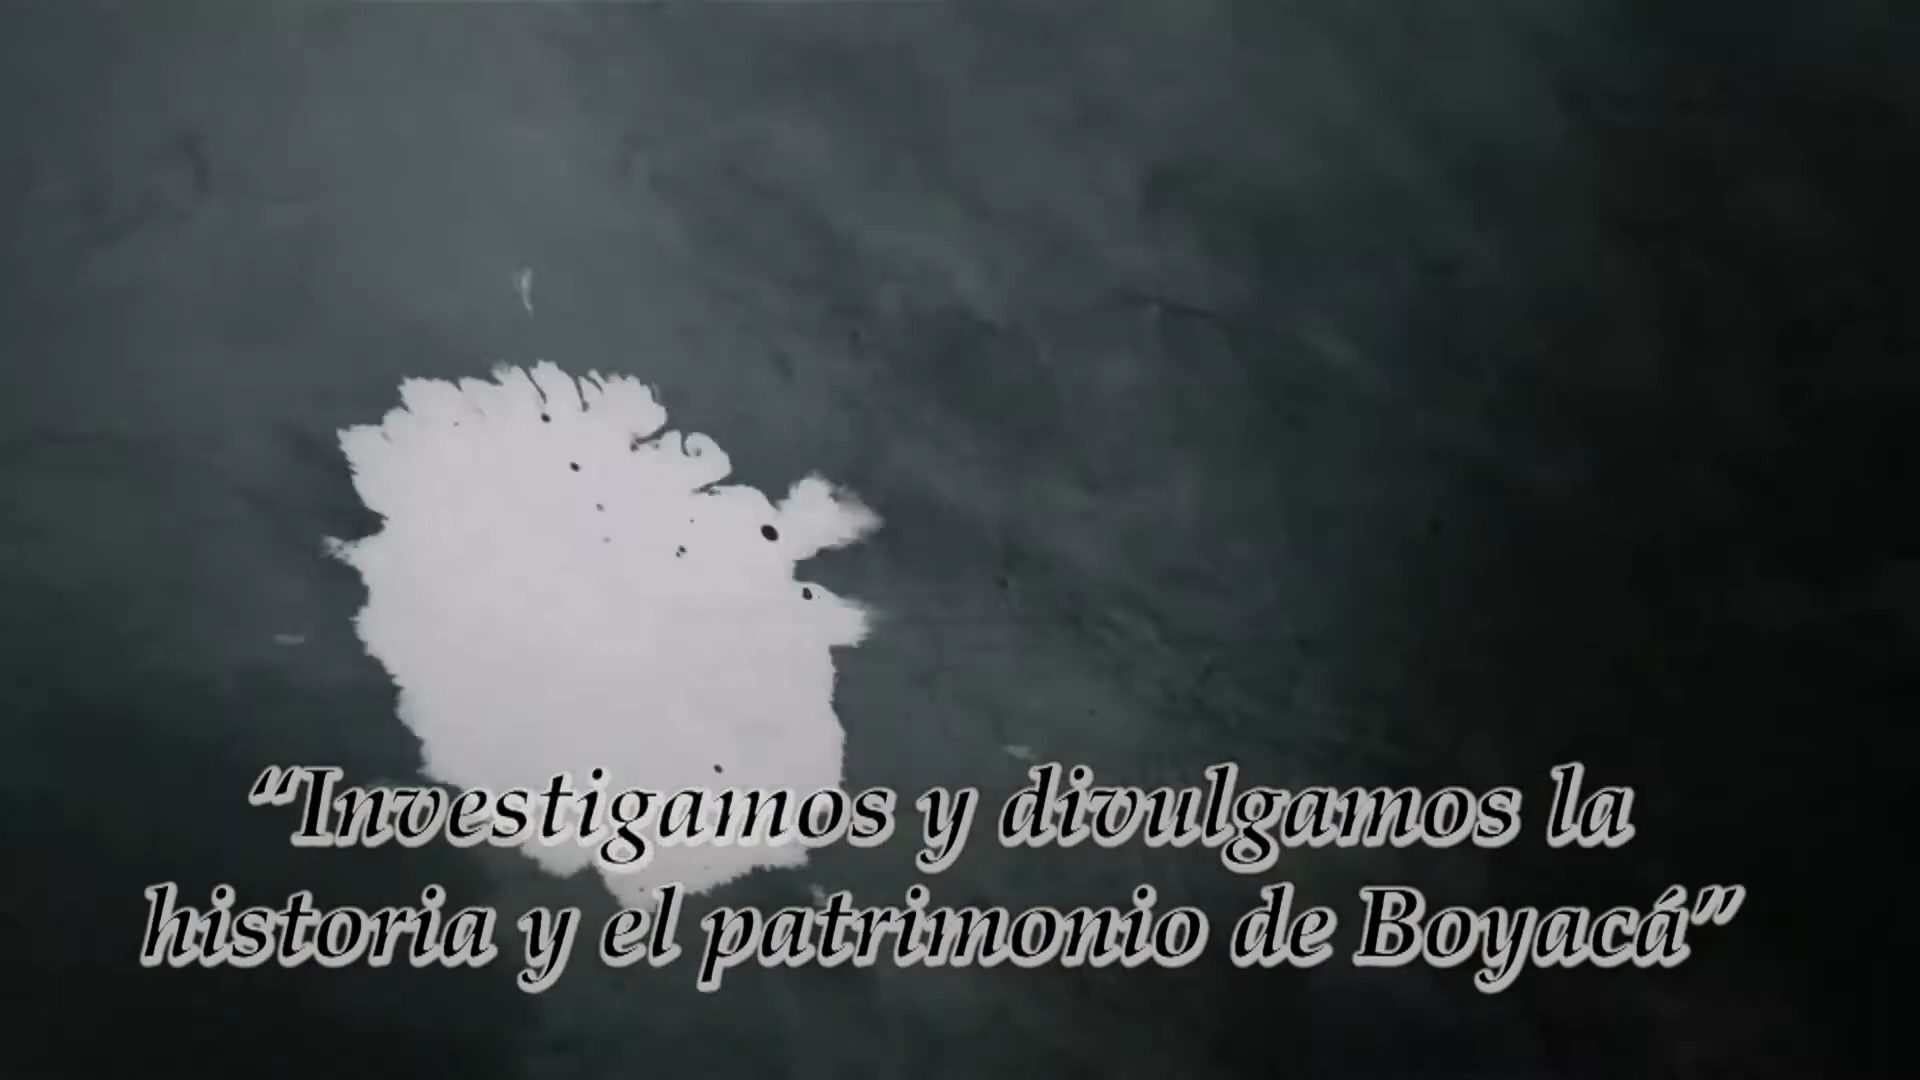 “Investigamos y divulgamos la
historia y el patrimonio de Boyacá”